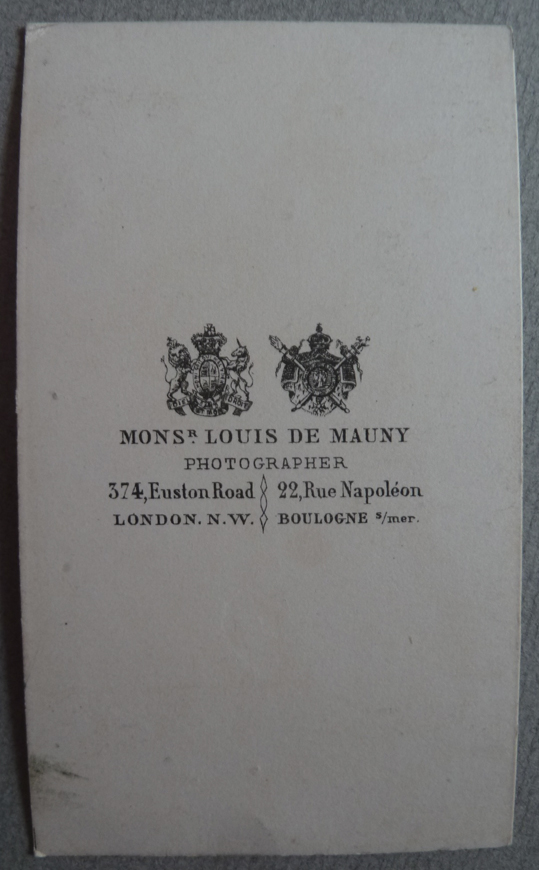 MONSR. LOUIS DE MAUNY
PHOTOGRAPHER
374, Euston Road
LONDON. N.W.
22, Rue Napoléon
BOULOGNE s/mer.